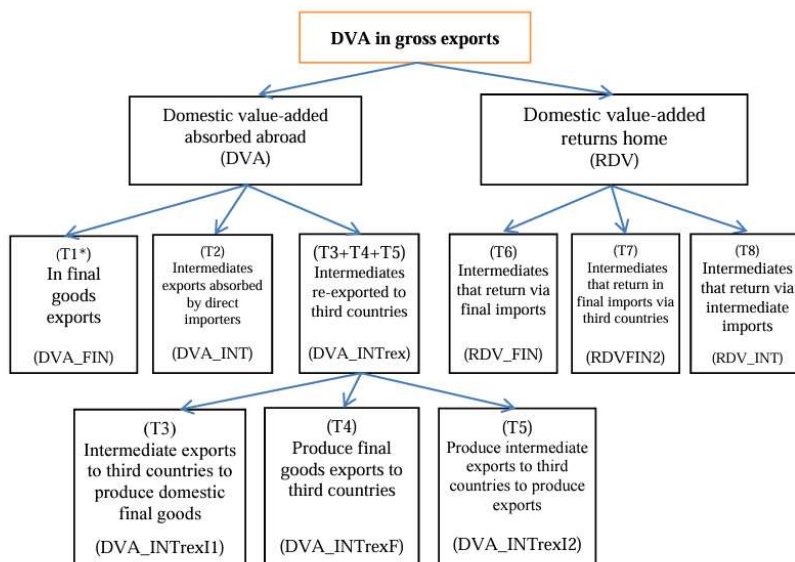 DVA in gross exports
Domestic value-added
absorbed abroad
(DVA)
Domestic value-added
returns home
(RDV)
(T1*)
In final
goods
exports
(DVA_FIN)
(T2)
Intermediates
exports absorbed
by direct
importers
(DVA_INT)
(T3+T4+T5)
Intermediates
re-exported to
third countries
(DVA_INTrex)
(T6)
Intermediates
that return via
final imports
(RDV_FIN)
(T7)
Intermediates
that return in
final imports via
third countries
(RDVFIN2)
(T8)
Intermediates
that return via
intermediate
imports
(RDV_INT)
(T3)
Intermediate exports
to third countries to
produce domestic
final goods
(DVA_INTrexI1)
(T4)
Produce final
goods exports to
third countries
(DVA_INTrexF)
(T5)
Produce intermediate
exports to third
countries to produce
exports
(DVA_INTrexI2)